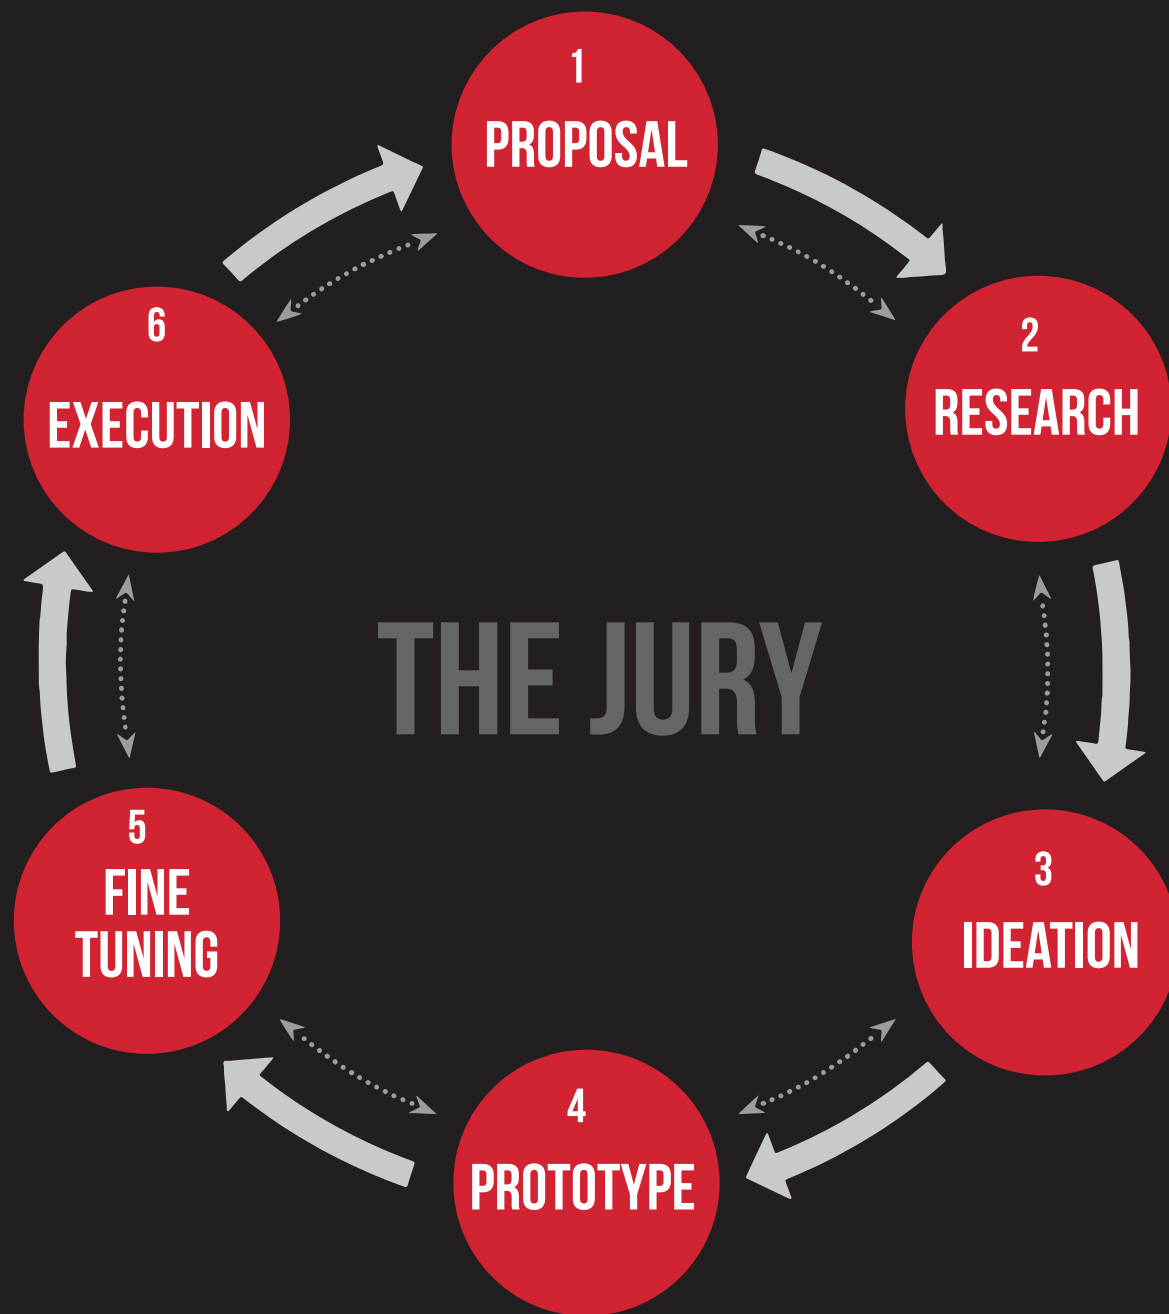 1
PROPOSAL
2
RESEARCH
3
IDEATION
4
PROTOTYPE
5
FINE
TUNING
6
EXECUTION
THE JURY